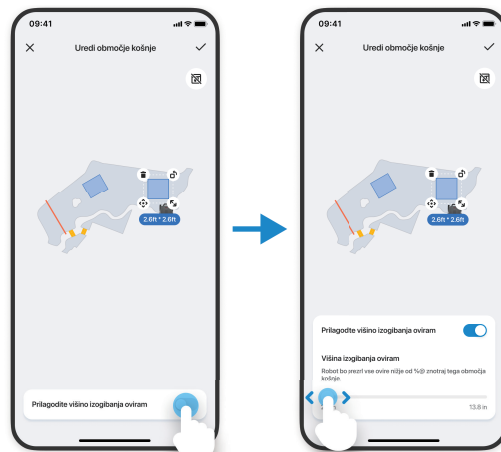 09:41
Uredi območje košnje
2.6ft * 2.6ft
Prilagodite višino izogibanja oviram
09:41
Uredi območje košnje
2.6ft * 2.6ft
Prilagodte višino izogibanja oviram
Višina izogibanja oviram
Robot bo prezrl vse ovire nižje od %@ znotraj tega območja
košnje
13.8 in